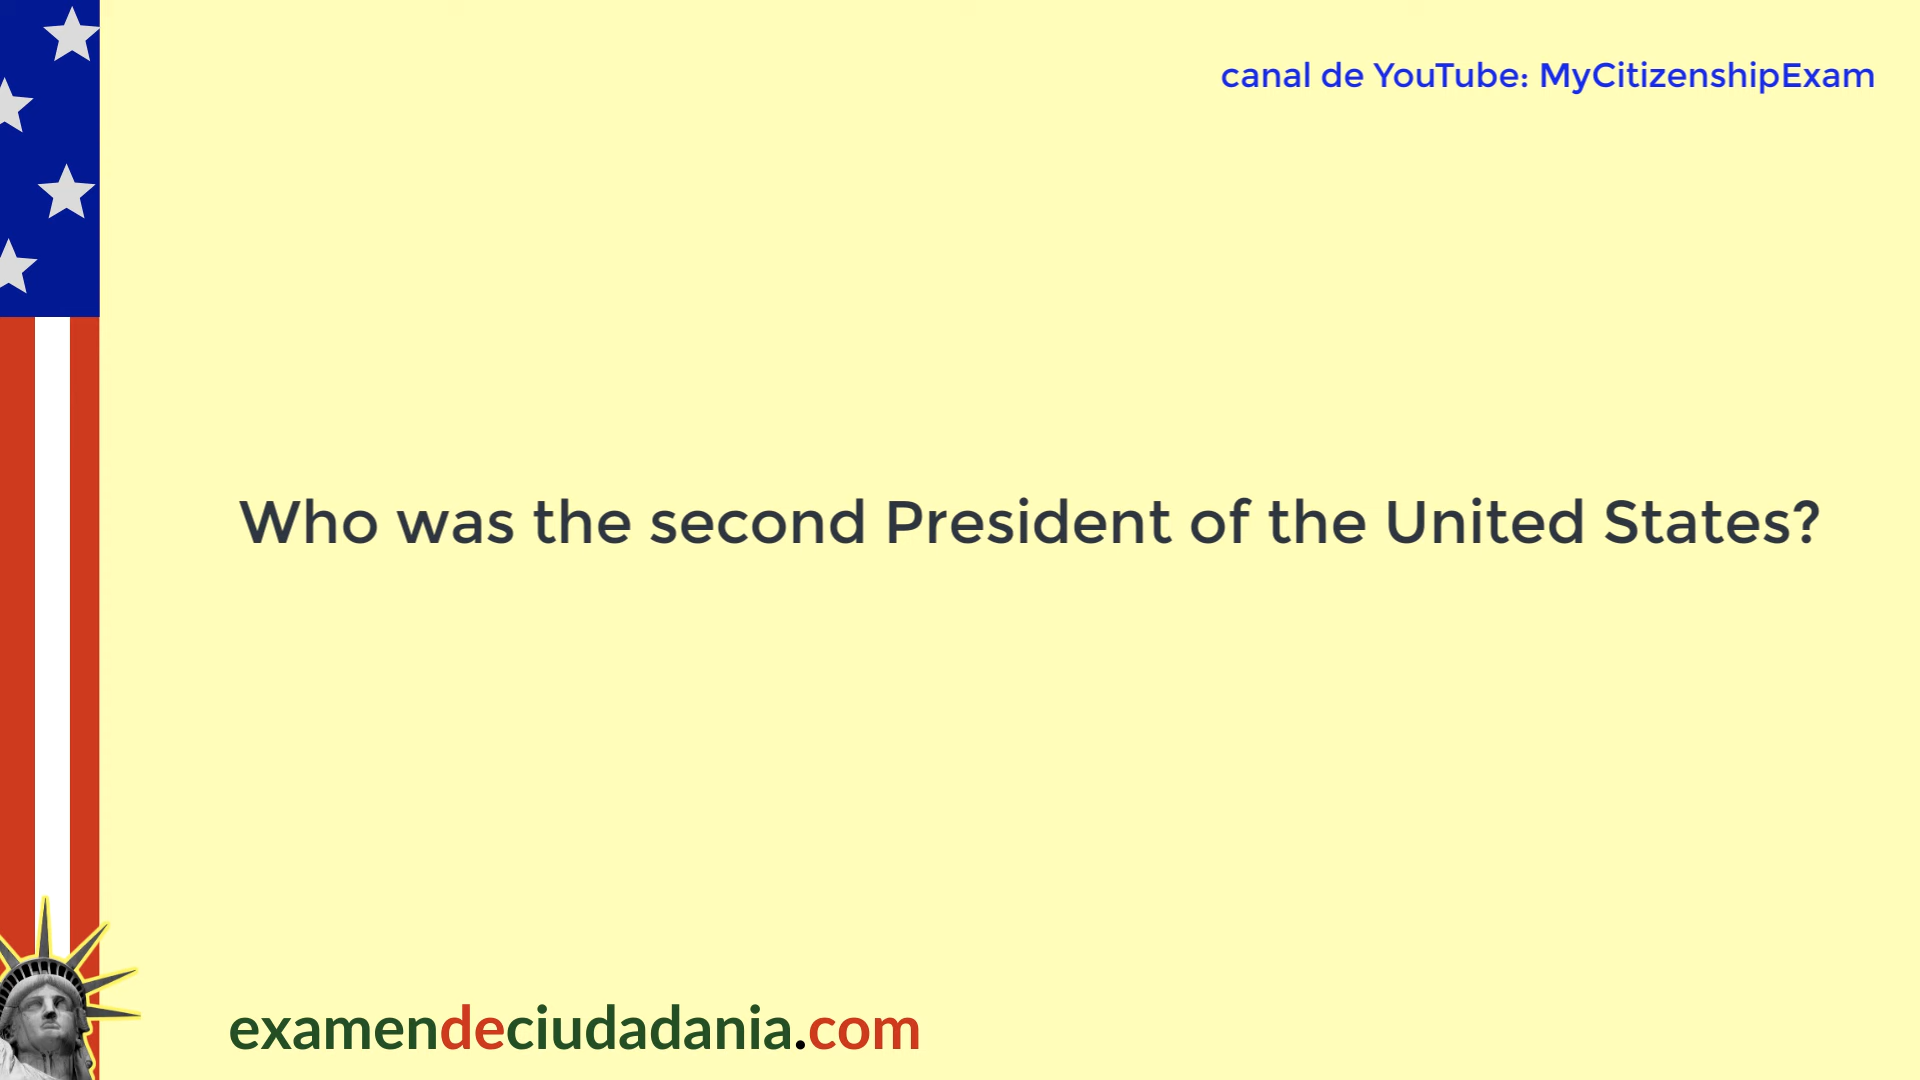 canal de YouTube: MyCitizenshipExam
Who was the second President of the United States?
examendeciudadania.com